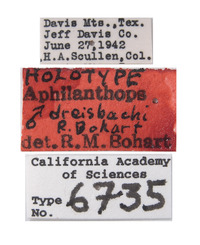 Davis Mts., Tex.
Jeff Davis Co.
June 27, 1942
H.A. Scullen, Col.
HOLOTYPE
Aphilanthops
♂ dreisbachi
R. Bohart
det. R. M. Bohart
California Academy
of Sciences
Type
No. 6735